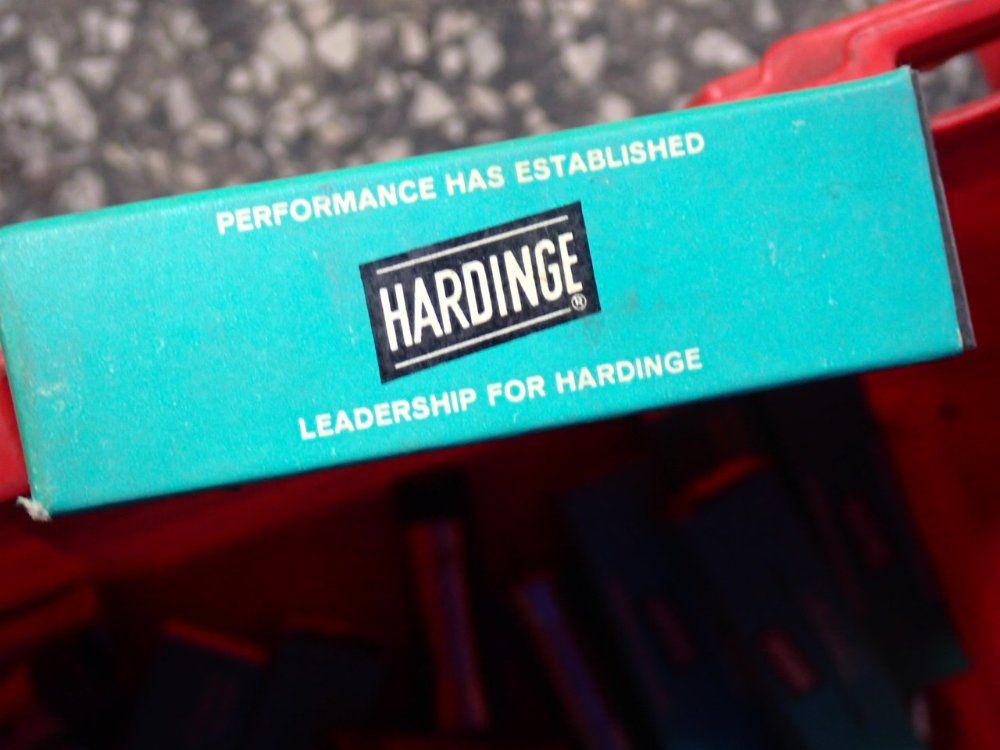 PERFORMANCE HAS ESTABLISHED
HARDINGE®
LEADERSHIP FOR HARDINGE